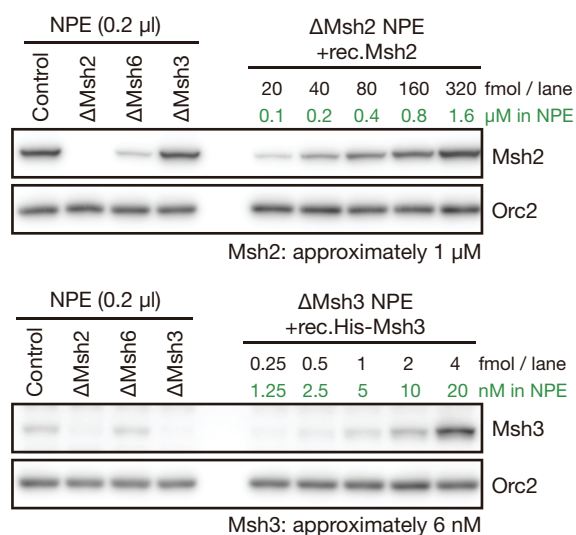 NPE (0.2 µl)
ΔMsh2 NPE
+rec.Msh2
Control
ΔMsh2
ΔMsh6
ΔMsh3
20 40 80 160 320 fmol / lane
0.1 0.2 0.4 0.8 1.6 µM in NPE
Msh2
Orc2
Msh2: approximately 1 µM
NPE (0.2 µl)
ΔMsh3 NPE
+rec.His-Msh3
Control
ΔMsh2
ΔMsh6
ΔMsh3
0.25 0.5 1 2 4 fmol / lane
1.25 2.5 5 10 20 nM in NPE
Msh3
Orc2
Msh3: approximately 6 nM